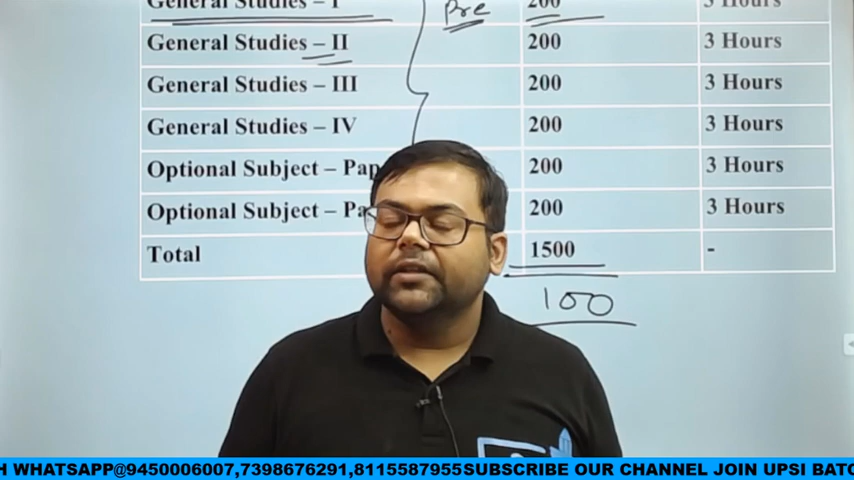 General Studies – I 200 3 Hours
Pre
General Studies – II 200 3 Hours
General Studies – III 200 3 Hours
General Studies – IV 200 3 Hours
Optional Subject – Pap 200 3 Hours
Optional Subject – Pa 200 3 Hours
Total 1500 -
100
H WHATSAPP@9450006007,7398676291,8115587955SUBSCRIBE OUR CHANNEL JOIN UPSI BATC